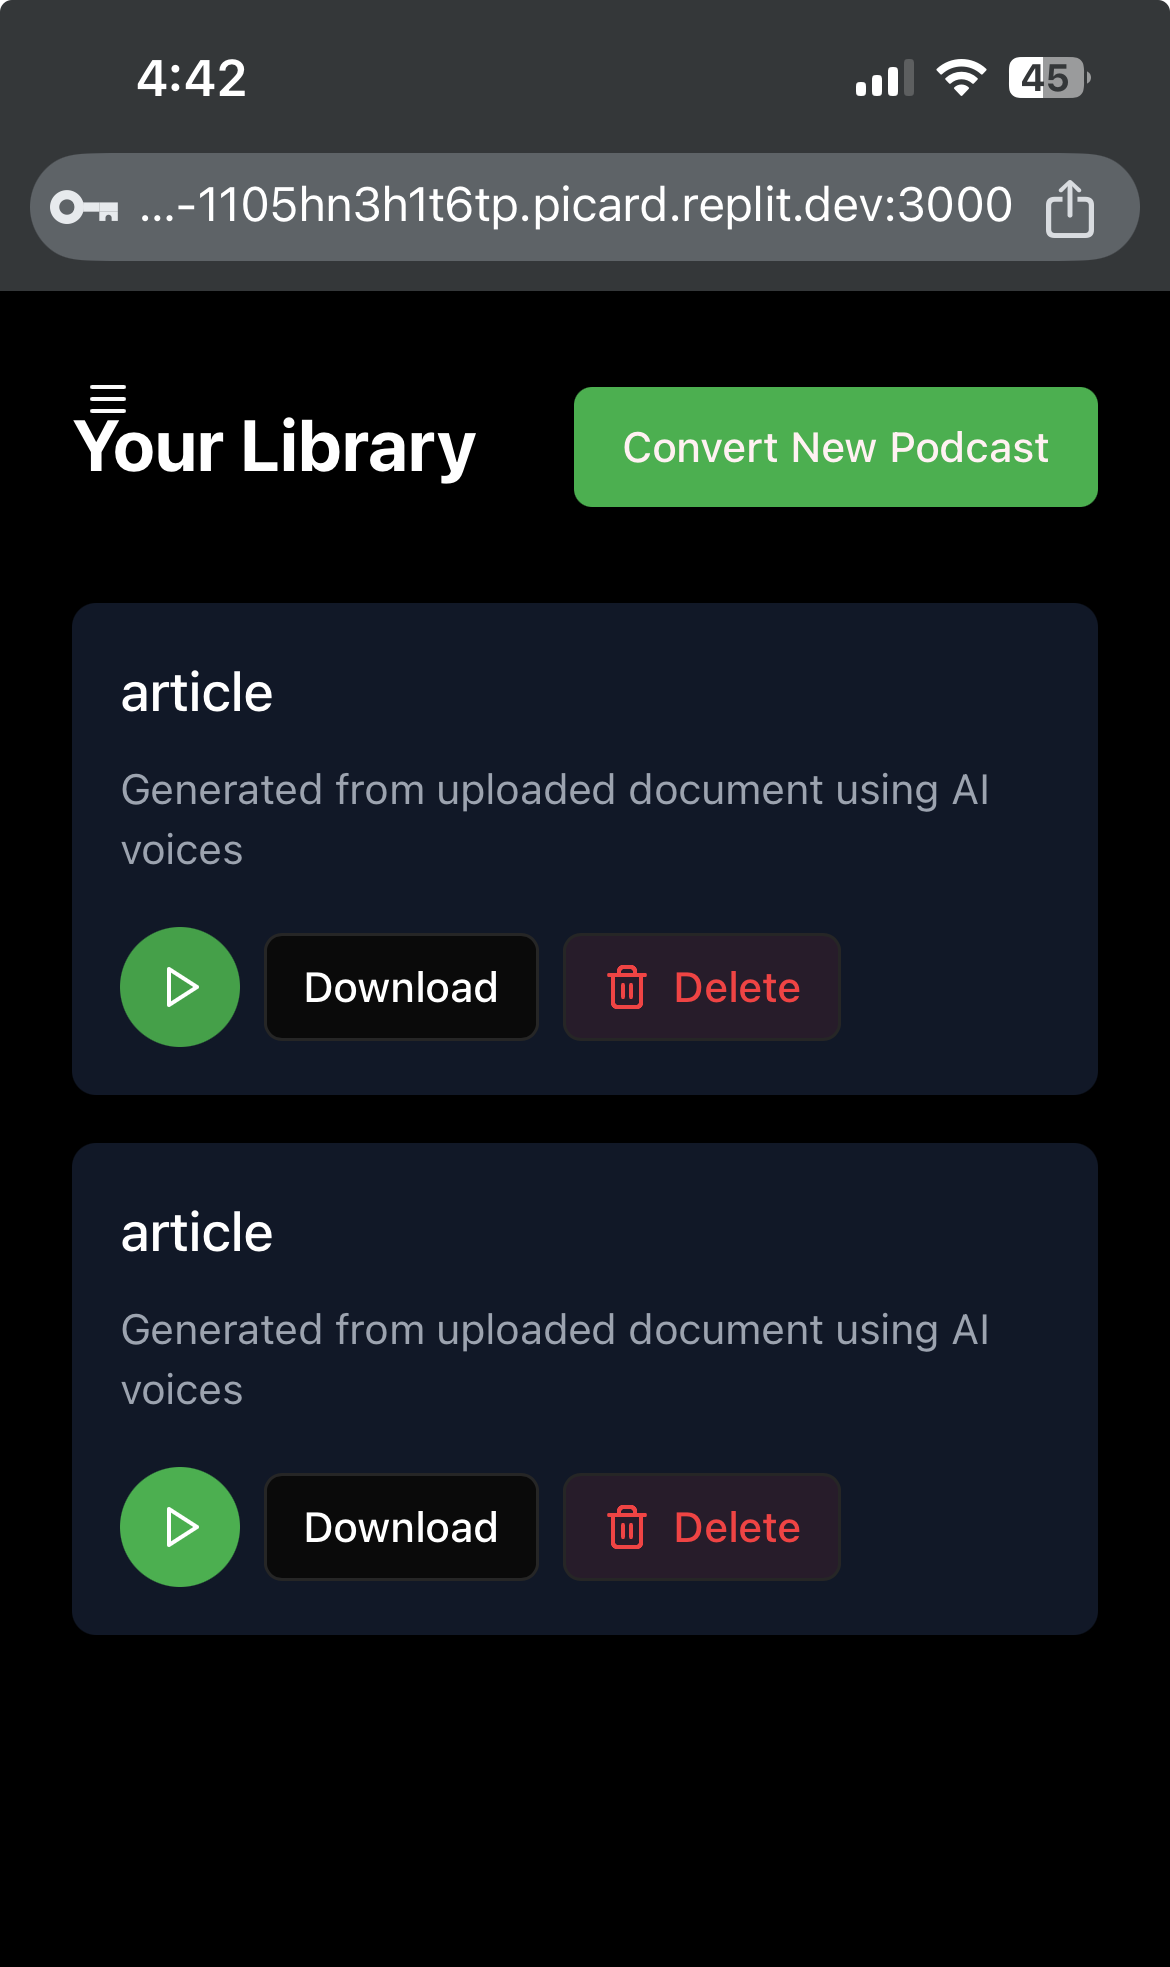 4:42
45
...-1105hn3h1t6tp.picard.replit.dev:3000
Your Library
Convert New Podcast
article
Generated from uploaded document using AI
voices
Download
Delete
article
Generated from uploaded document using AI
voices
Download
Delete